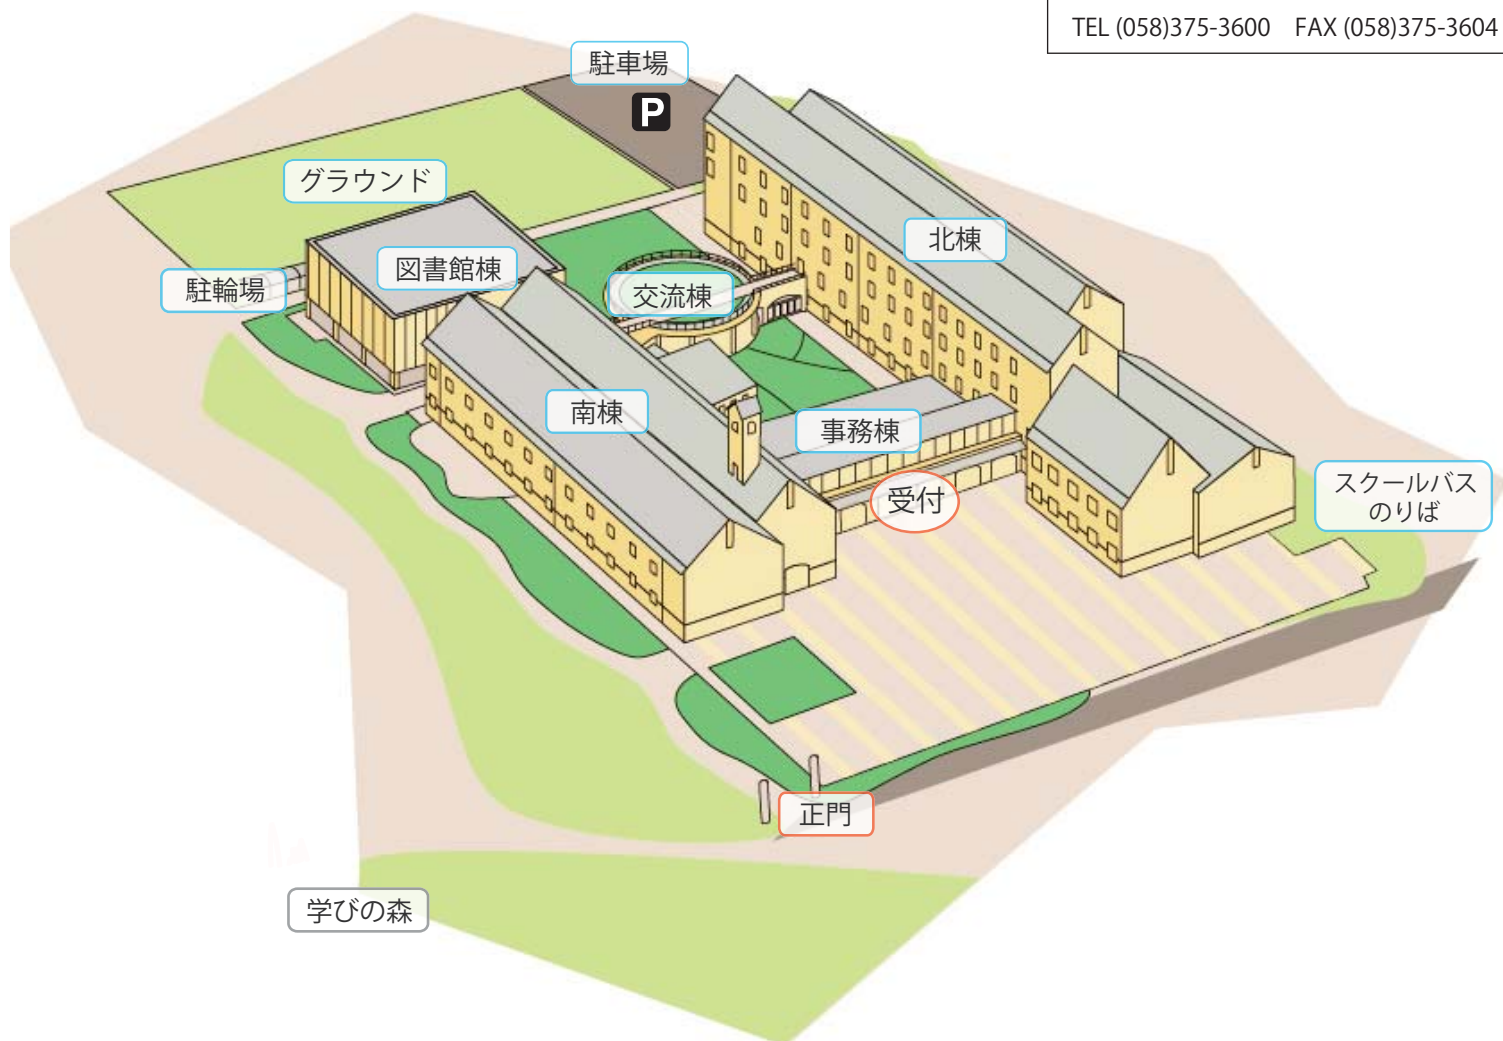 TEL (058)375-3600 FAX (058)375-3604
駐車場
P
グラウンド
北棟
図書館棟
駐輪場
交流棟
南棟
事務棟
受付
スクールバス
のりば
正門
学びの森